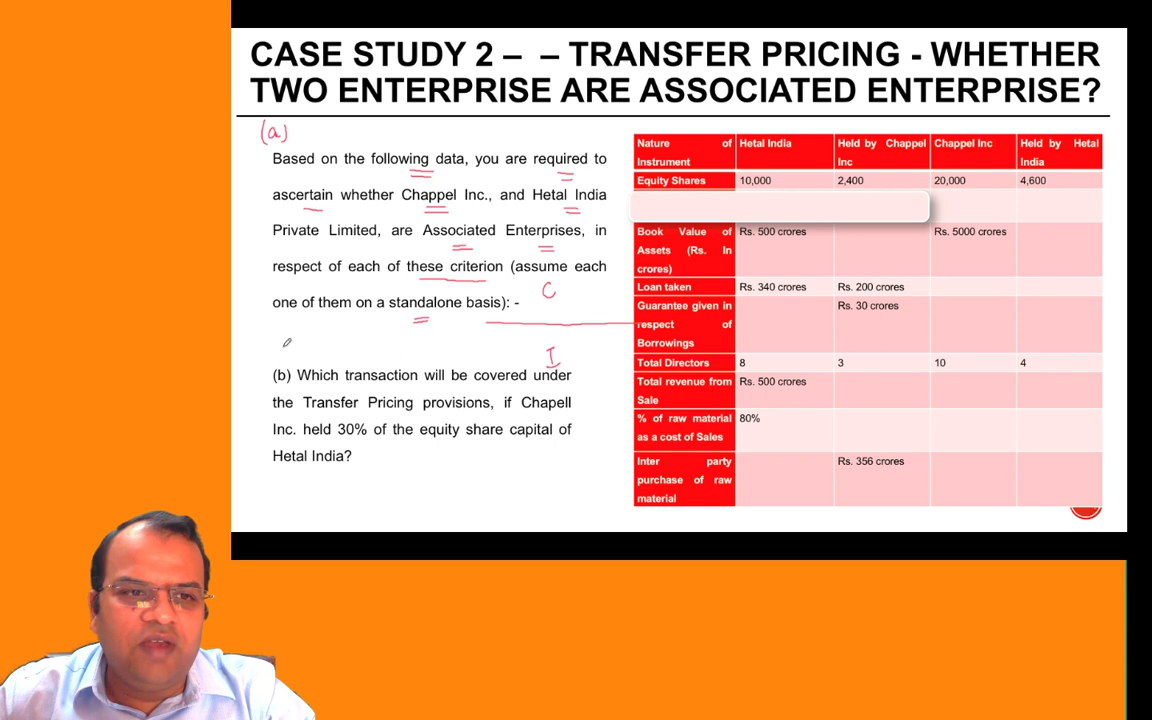 CASE STUDY 2 – – TRANSFER PRICING - WHETHER
TWO ENTERPRISE ARE ASSOCIATED ENTERPRISE?
(a)
Based on the following data, you are required to
ascertain whether Chappel Inc., and Hetal India
Private Limited, are Associated Enterprises, in
respect of each of these criterion (assume each
one of them on a standalone basis): -
C
I
(b) Which transaction will be covered under
the Transfer Pricing provisions, if Chapell
Inc. held 30% of the equity share capital of
Hetal India?
Nature of Instrument | Hetal India | Held by Chappel Inc | Chappel Inc | Held by Hetal India
Equity Shares | 10,000 | 2,400 | 20,000 | 4,600
Book Value of Assets (Rs. In crores) | Rs. 500 crores | | Rs. 5000 crores
Loan taken | Rs. 340 crores | Rs. 200 crores
Guarantee given in respect of Borrowings | | Rs. 30 crores
Total Directors | 8 | 3 | 10 | 4
Total revenue from Sale | Rs. 500 crores
% of raw material as a cost of Sales | 80%
Inter party purchase of raw material | | Rs. 356 crores